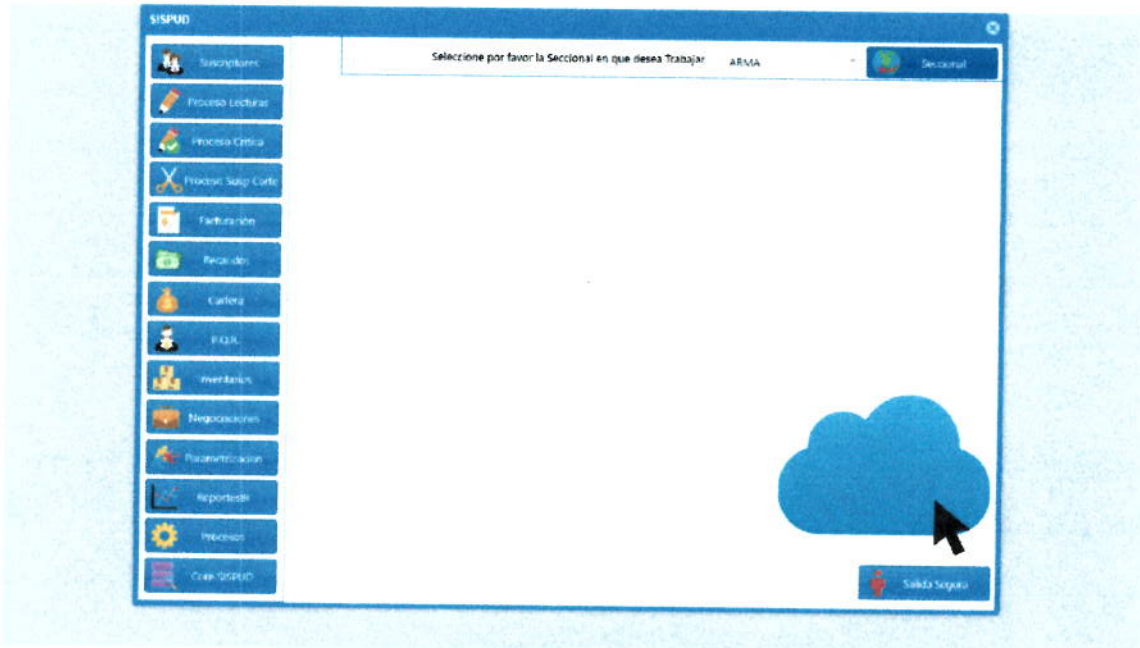 SISPUD
Suscriptores
Proceso Lecturas
Proceso Critica
Proceso Susp Corte
Facturación
Recaudos
Cartera
P.Q.R.
Inventarios
Negociaciones
Parametrizacion
ReportesBI
Procesos
Core SISPUD
Seleccione por favor la Seccional en que desea Trabajar
ARMA
Seccional
Salida Segura